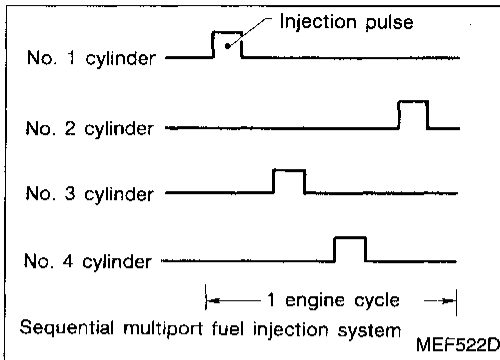 Injection pulse
No. 1 cylinder
No. 2 cylinder
No. 3 cylinder
No. 4 cylinder
1 engine cycle
Sequential multiport fuel injection system
MEF522D